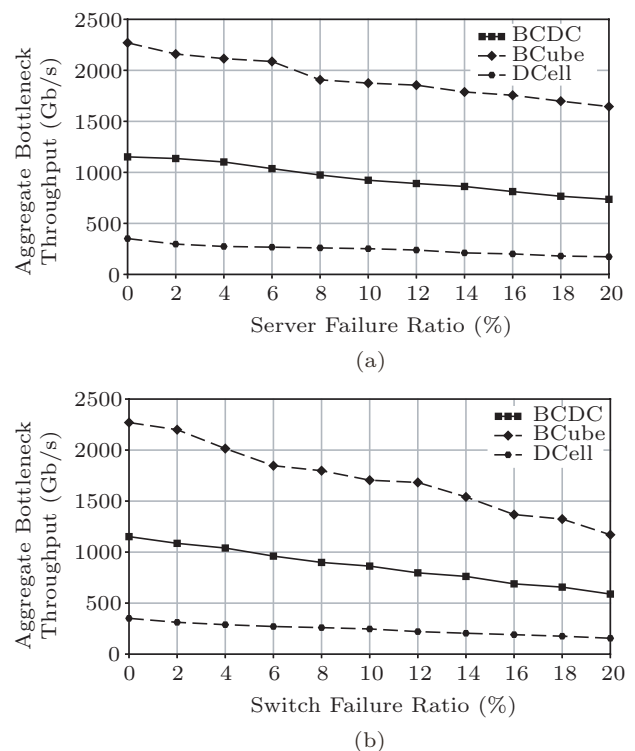 2500
2000
1500
1000
500
0
Aggregate Bottleneck
Throughput (Gb/s)
BCDC
BCube
DCell
0 2 4 6 8 10 12 14 16 18 20
Server Failure Ratio (%)
(a)
2500
2000
1500
1000
500
0
Aggregate Bottleneck
Throughput (Gb/s)
BCDC
BCube
DCell
0 2 4 6 8 10 12 14 16 18 20
Switch Failure Ratio (%)
(b)